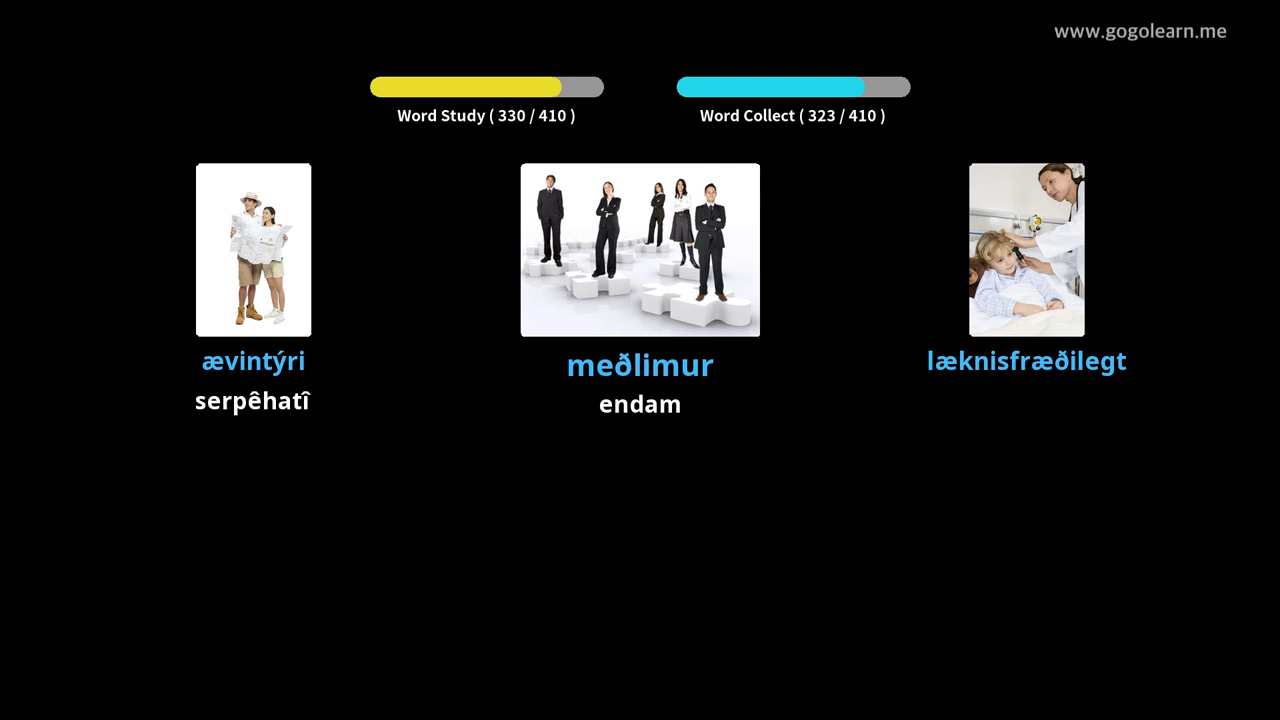 www.gogolearn.me
Word Study ( 330 / 410 )
Word Collect ( 323 / 410 )
ævintýri
serpêhatî
meðlimur
endam
læknisfræðilegt